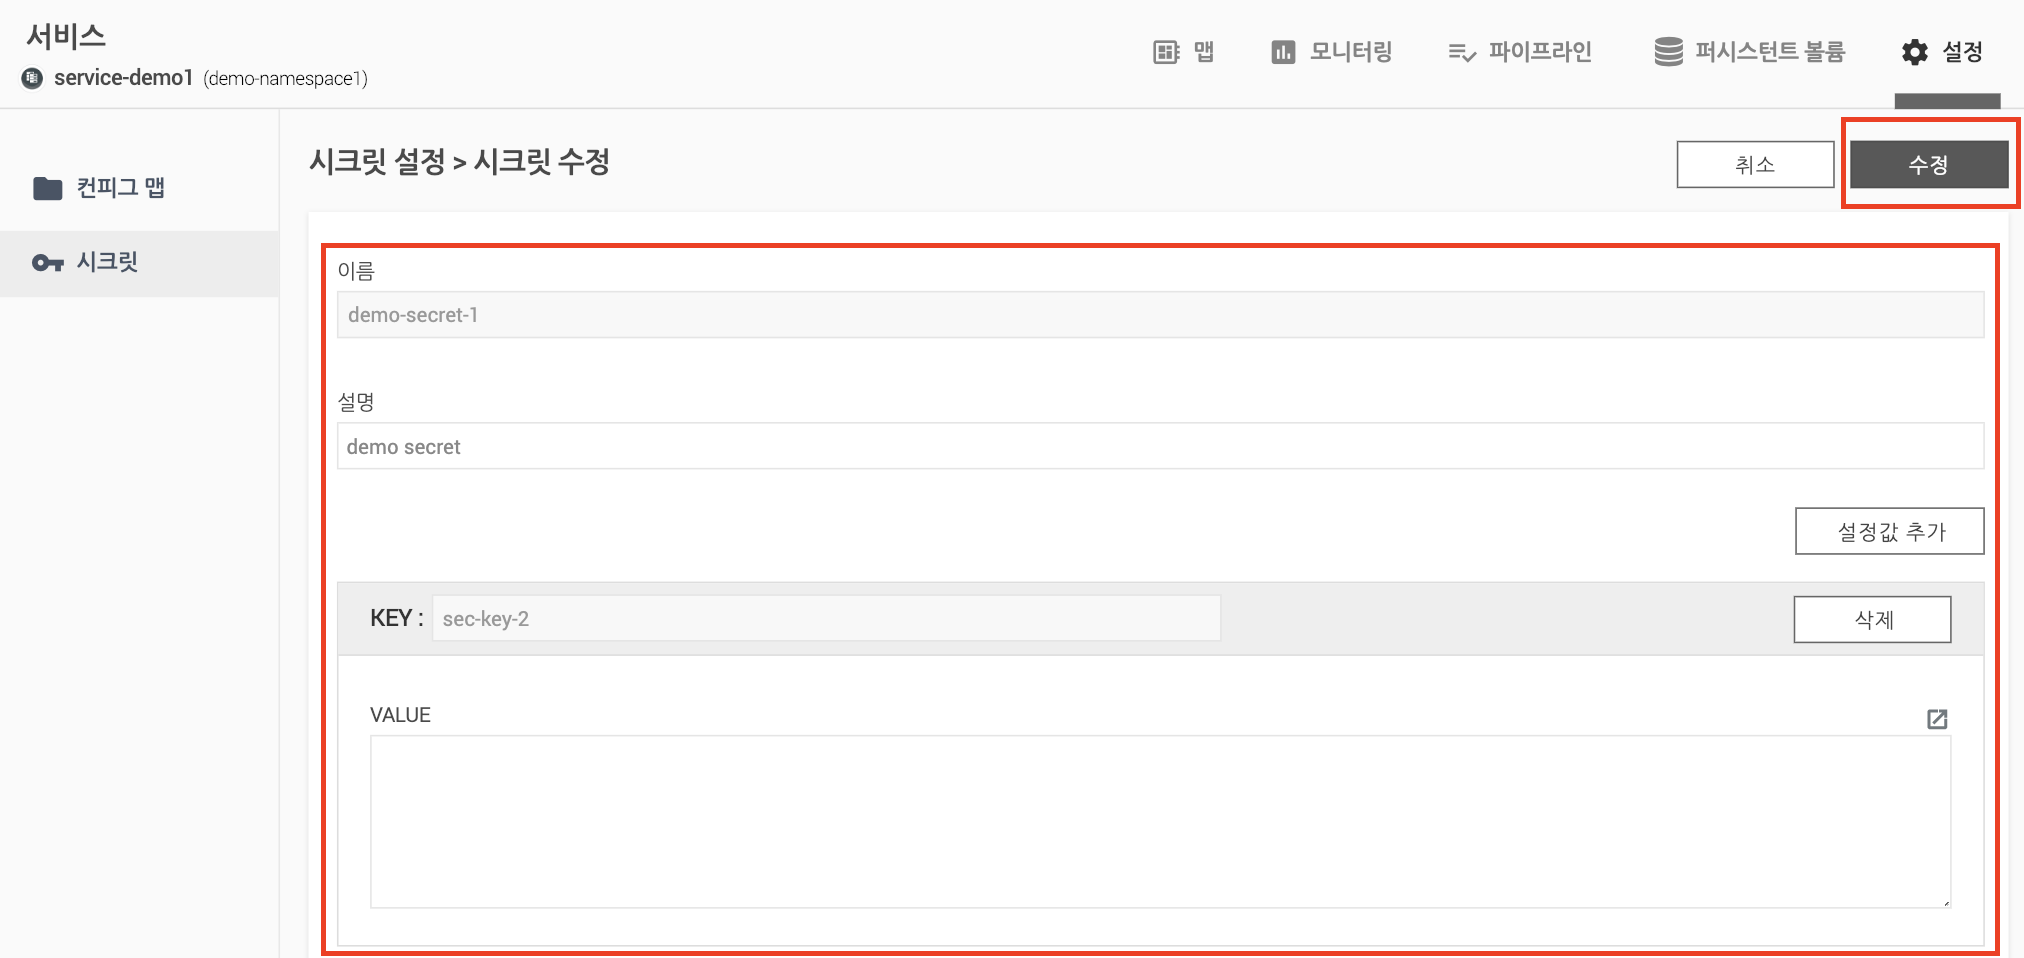 서비스
service-demo1 (demo-namespace1)
맵
모니터링
파이프라인
퍼시스턴트 볼륨
설정
컨피그 맵
시크릿
시크릿 설정 > 시크릿 수정
취소
수정
이름
demo-secret-1
설명
demo secret
설정값 추가
KEY : sec-key-2
삭제
VALUE